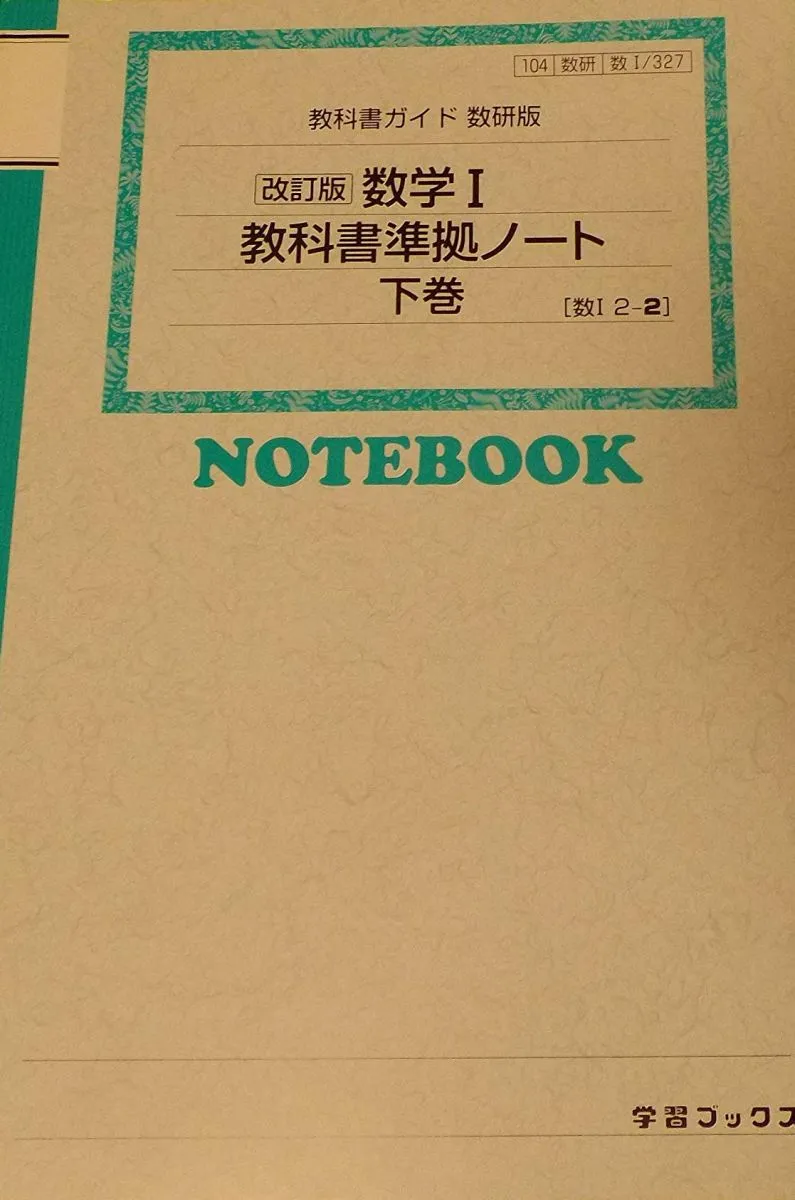 104 数研 数Ⅰ/327
教科書ガイド 数研版
改訂版 数学Ⅰ
教科書準拠ノート
下巻 [数Ⅰ 2-2]
NOTEBOOK
学習ブックス